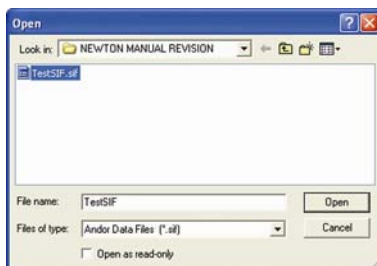 Open
Look in: NEWTON MANUAL REVISION
TestSIF.sif
File name: TestSIF Open
Files of type: Andor Data Files (*.sif) Cancel
Open as read-only